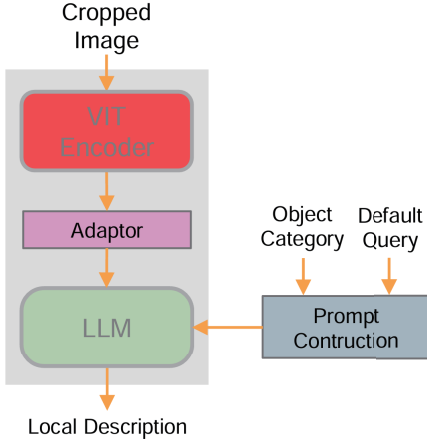 Cropped
Image
VIT
Encoder
Adaptor
Object
Category
Default
Query
LLM
Prompt
Contruction
Local Description